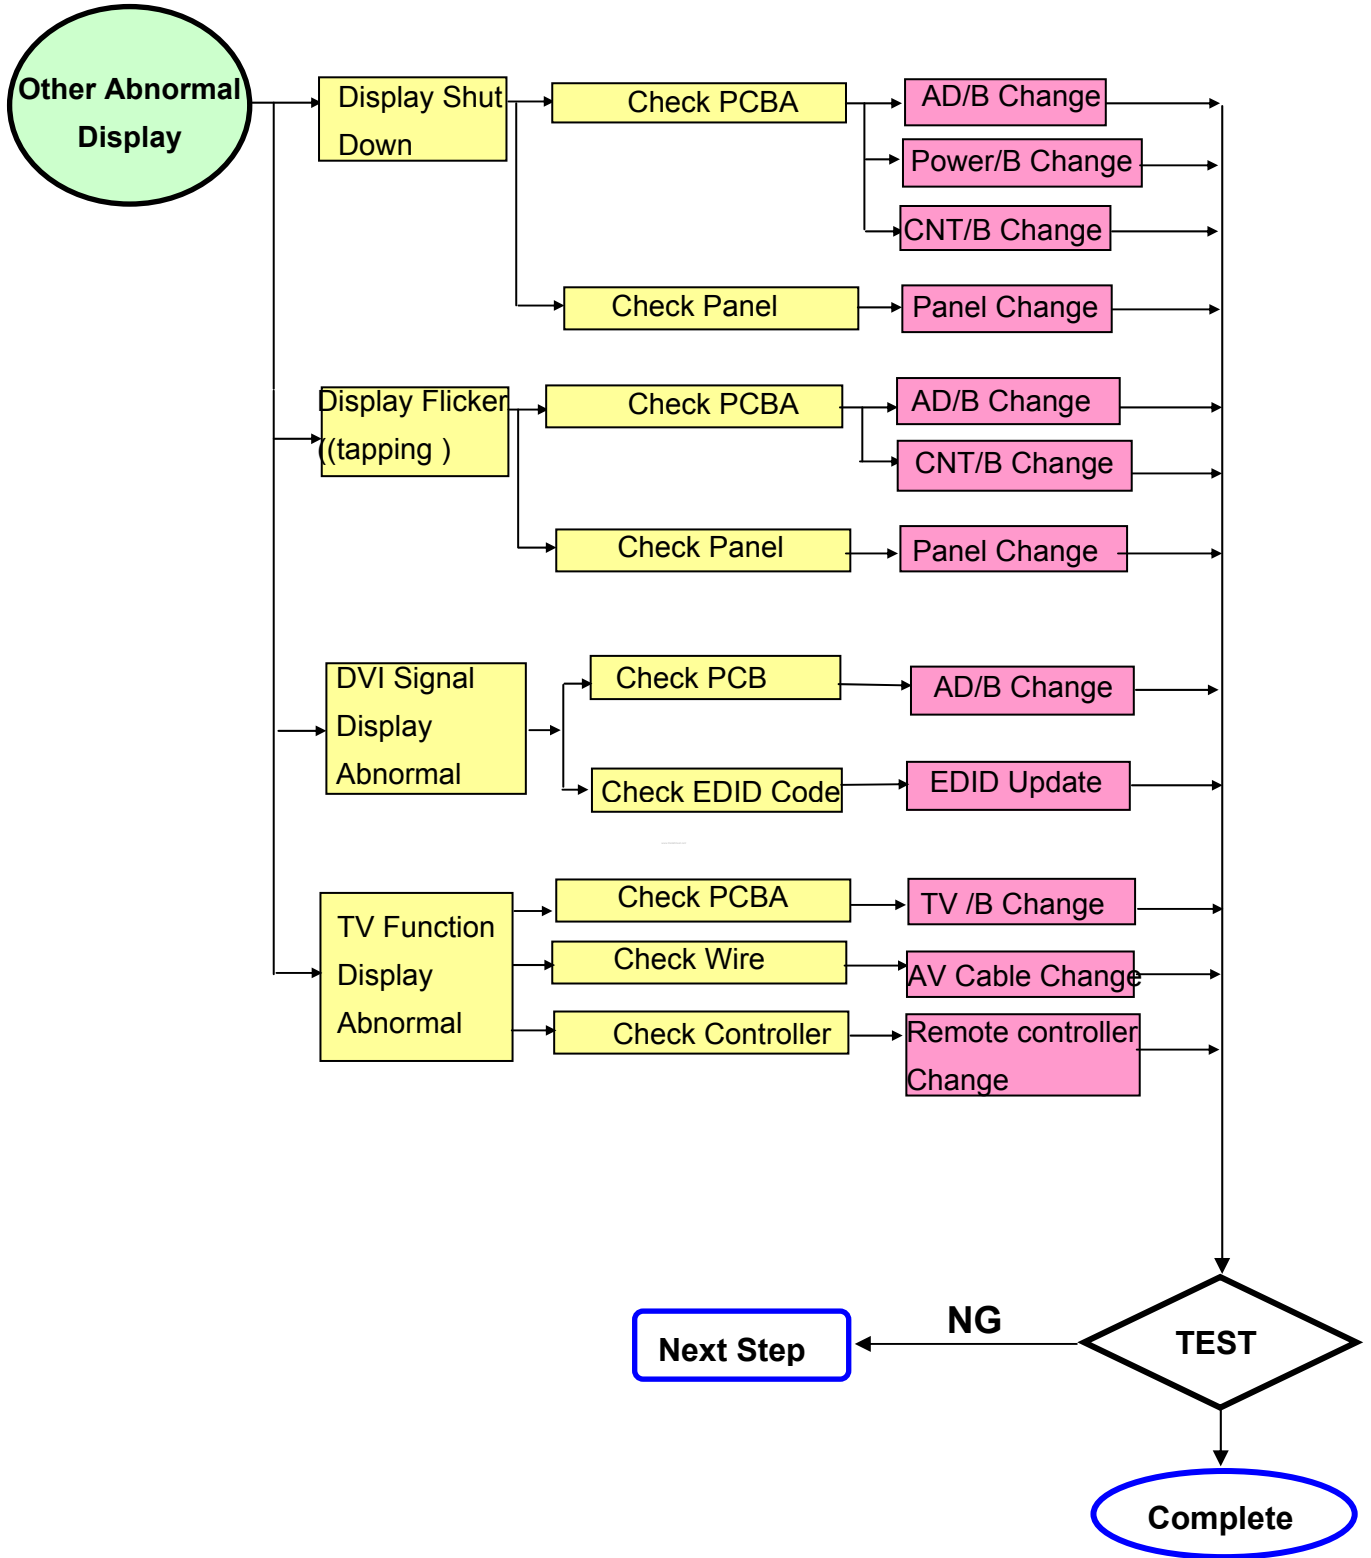 Other Abnormal
Display
Display Shut
Down
Check PCBA
AD/B Change
Power/B Change
CNT/B Change
Check Panel
Panel Change
Display Flicker
((tapping )
Check PCBA
AD/B Change
CNT/B Change
Check Panel
Panel Change
DVI Signal
Display
Abnormal
Check PCB
AD/B Change
Check EDID Code
EDID Update
TV Function
Display
Abnormal
Check PCBA
TV /B Change
Check Wire
AV Cable Change
Check Controller
Remote controller
Change
TEST
NG
Next Step
Complete